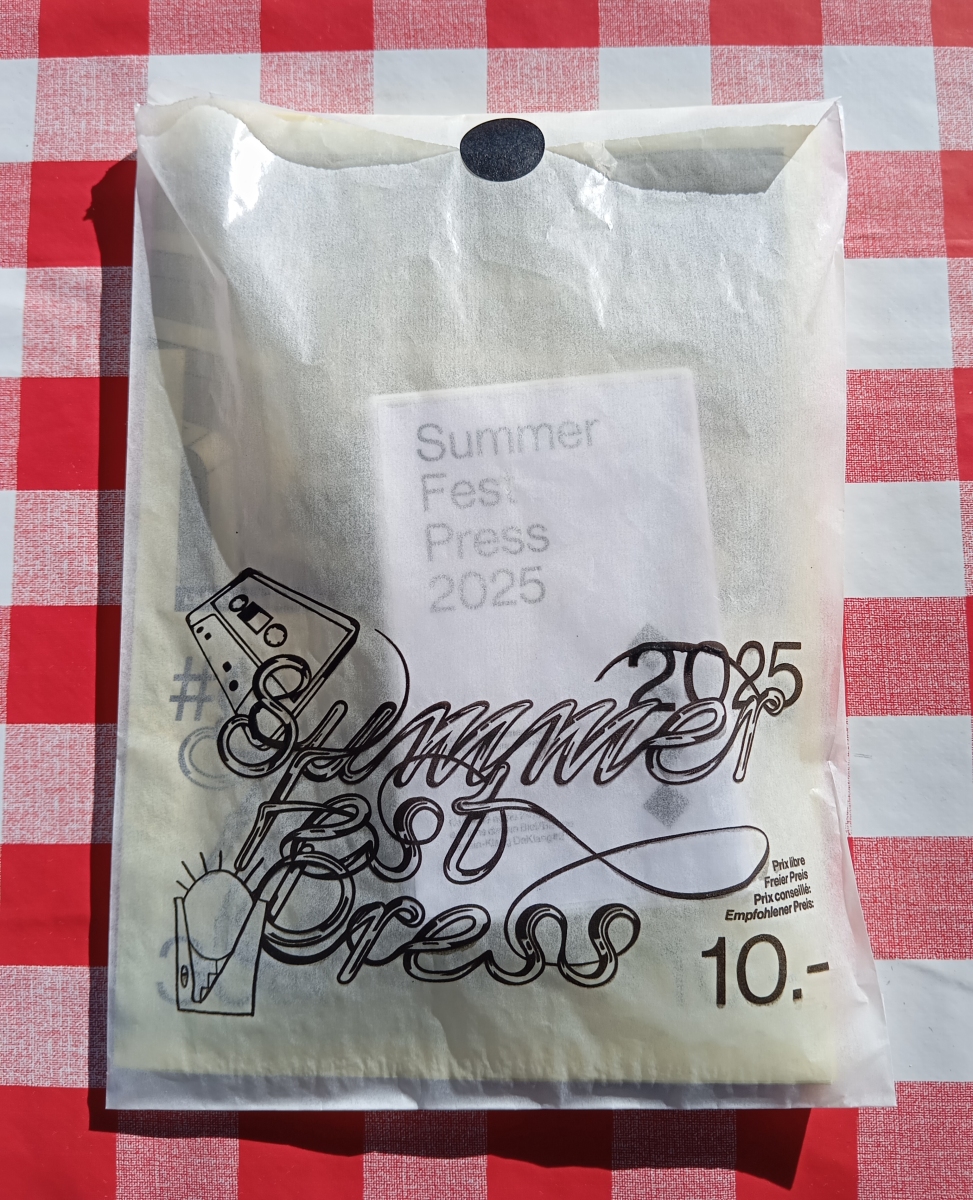 Summer
Fest
Press
2025
#
2025
Summer
Fest
Press
Prix libre
Freier Preis
Prix conseillé:
Empfohlener Preis:
10.-